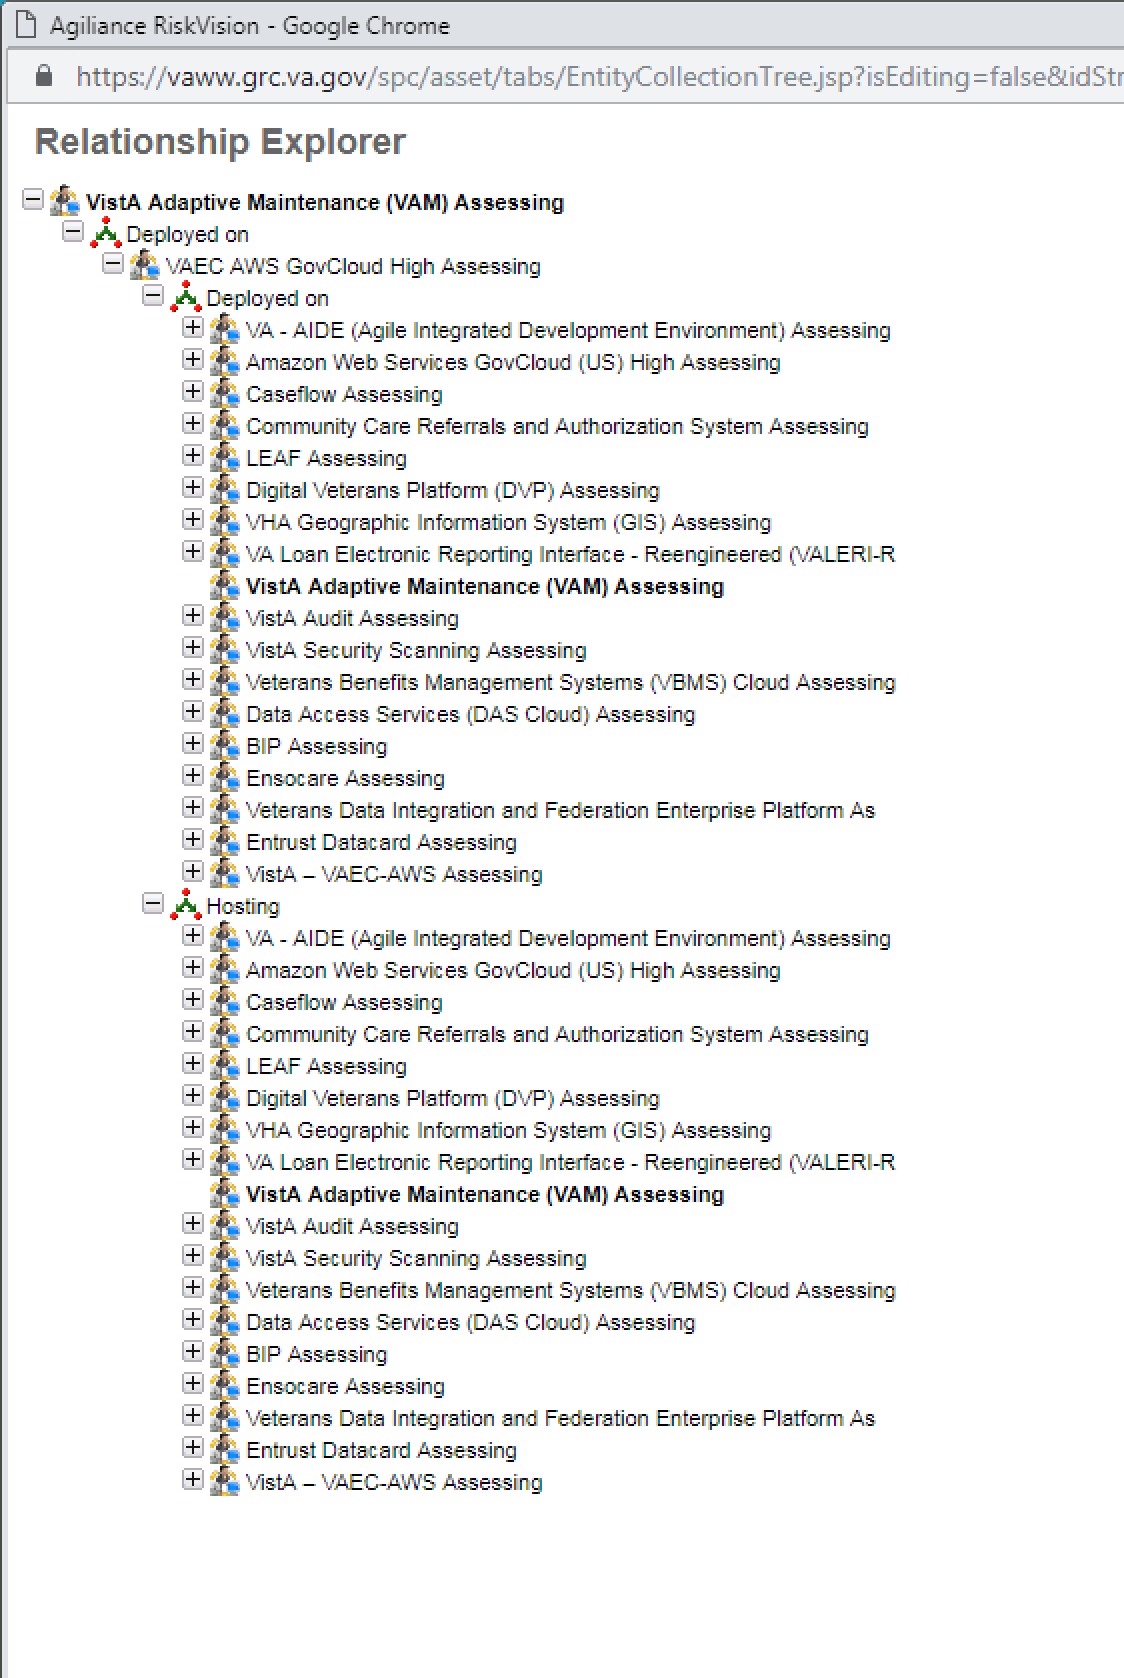 Agiliance RiskVision - Google Chrome
https://vaww.grc.va.gov/spc/asset/tabs/EntityCollectionTree.jsp?isEditing=false&idStr
Relationship Explorer
VistA Adaptive Maintenance (VAM) Assessing
Deployed on
VAEC AWS GovCloud High Assessing
Deployed on
VA - AIDE (Agile Integrated Development Environment) Assessing
Amazon Web Services GovCloud (US) High Assessing
Caseflow Assessing
Community Care Referrals and Authorization System Assessing
LEAF Assessing
Digital Veterans Platform (DVP) Assessing
VHA Geographic Information System (GIS) Assessing
VA Loan Electronic Reporting Interface - Reengineered (VALERI-R
VistA Adaptive Maintenance (VAM) Assessing
VistA Audit Assessing
VistA Security Scanning Assessing
Veterans Benefits Management Systems (VBMS) Cloud Assessing
Data Access Services (DAS Cloud) Assessing
BIP Assessing
Ensocare Assessing
Veterans Data Integration and Federation Enterprise Platform As
Entrust Datacard Assessing
VistA – VAEC-AWS Assessing
Hosting
VA - AIDE (Agile Integrated Development Environment) Assessing
Amazon Web Services GovCloud (US) High Assessing
Caseflow Assessing
Community Care Referrals and Authorization System Assessing
LEAF Assessing
Digital Veterans Platform (DVP) Assessing
VHA Geographic Information System (GIS) Assessing
VA Loan Electronic Reporting Interface - Reengineered (VALERI-R
VistA Adaptive Maintenance (VAM) Assessing
VistA Audit Assessing
VistA Security Scanning Assessing
Veterans Benefits Management Systems (VBMS) Cloud Assessing
Data Access Services (DAS Cloud) Assessing
BIP Assessing
Ensocare Assessing
Veterans Data Integration and Federation Enterprise Platform As
Entrust Datacard Assessing
VistA – VAEC-AWS Assessing